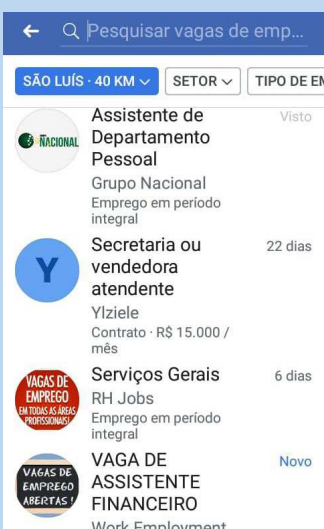 Pesquisar vagas de emp...
SÃO LUÍS · 40 KM
SETOR
TIPO DE EM
Assistente de
Departamento
Pessoal
Visto
NACIONAL
Grupo Nacional
Emprego em período
integral
Secretaria ou
vendedora
atendente
22 dias
Y
Ylziele
Contrato · R$ 15.000 /
mês
Serviços Gerais
6 dias
VAGAS DE
EMPREGO
EM TODAS AS ÁREAS
PROFISSIONAIS!
RH Jobs
Emprego em período
integral
VAGA DE
ASSISTENTE
FINANCEIRO
Novo
VAGAS DE
EMPREGO
ABERTAS !
Work Employment